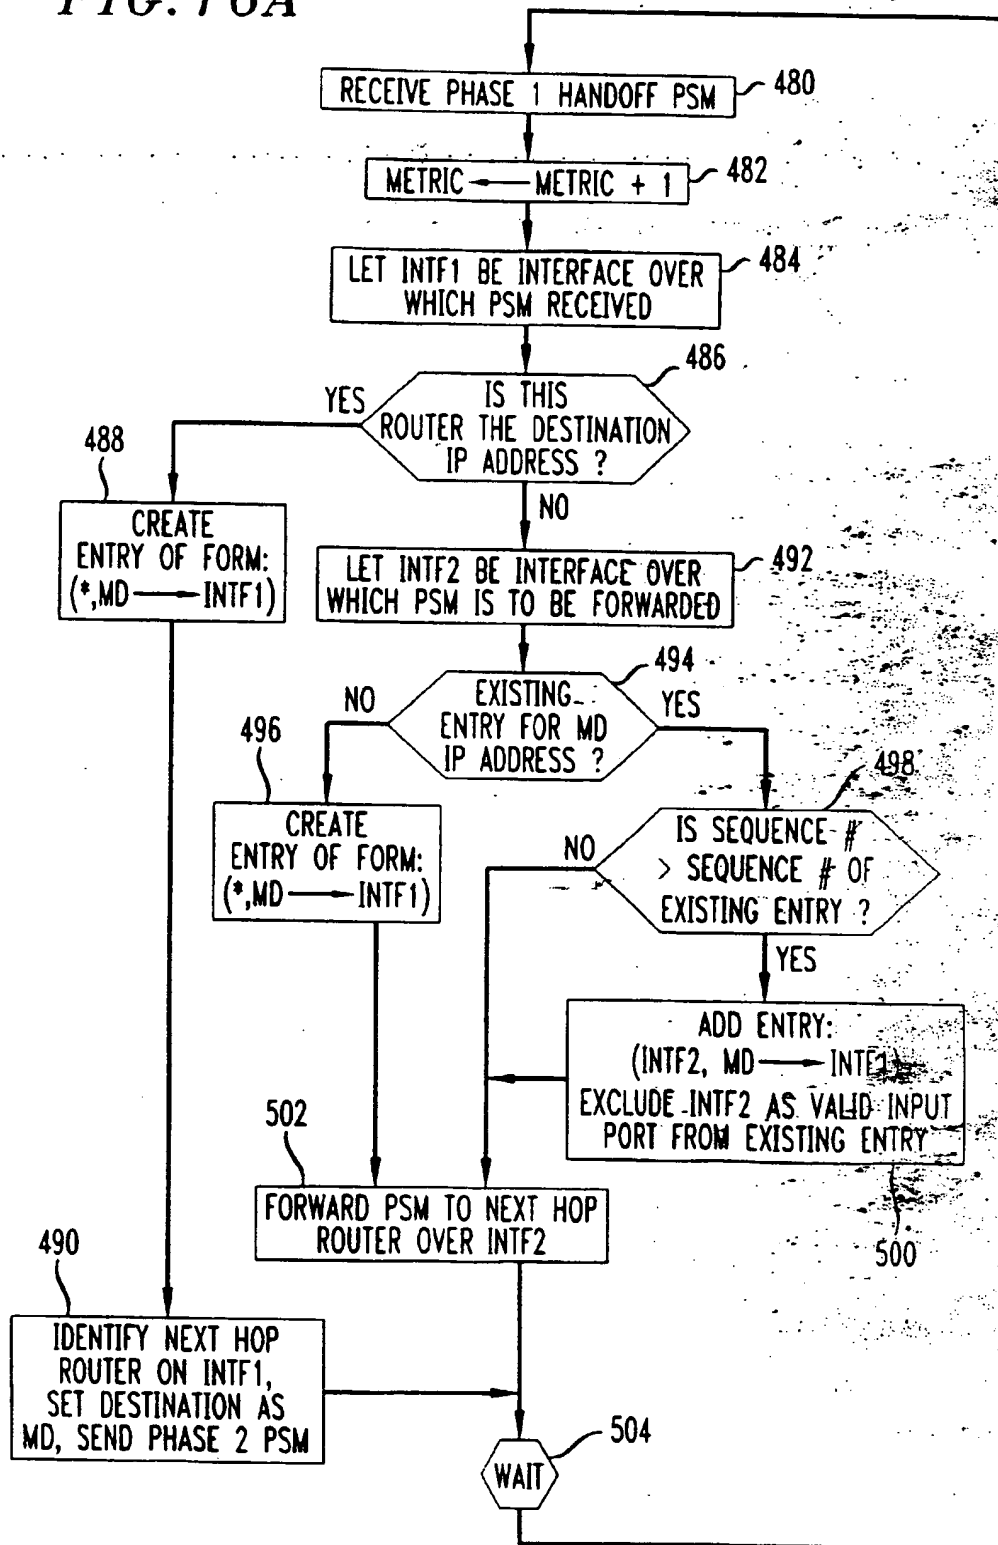 FIG. 16A
RECEIVE PHASE 1 HANDOFF PSM
480
METRIC ← METRIC + 1
482
LET INTF1 BE INTERFACE OVER
WHICH PSM RECEIVED
484
IS THIS
ROUTER THE DESTINATION
IP ADDRESS ?
486
YES
NO
488
CREATE
ENTRY OF FORM:
(*,MD → INTF1)
LET INTF2 BE INTERFACE OVER
WHICH PSM IS TO BE FORWARDED
492
EXISTING
ENTRY FOR MD
IP ADDRESS ?
494
NO
YES
496
CREATE
ENTRY OF FORM:
(*,MD → INTF1)
IS SEQUENCE #
> SEQUENCE # OF
EXISTING ENTRY ?
498
NO
YES
ADD ENTRY:
(INTF2, MD → INTF1)
EXCLUDE INTF2 AS VALID INPUT
PORT FROM EXISTING ENTRY
500
502
FORWARD PSM TO NEXT HOP
ROUTER OVER INTF2
490
IDENTIFY NEXT HOP
ROUTER ON INTF1,
SET DESTINATION AS
MD, SEND PHASE 2 PSM
WAIT
504